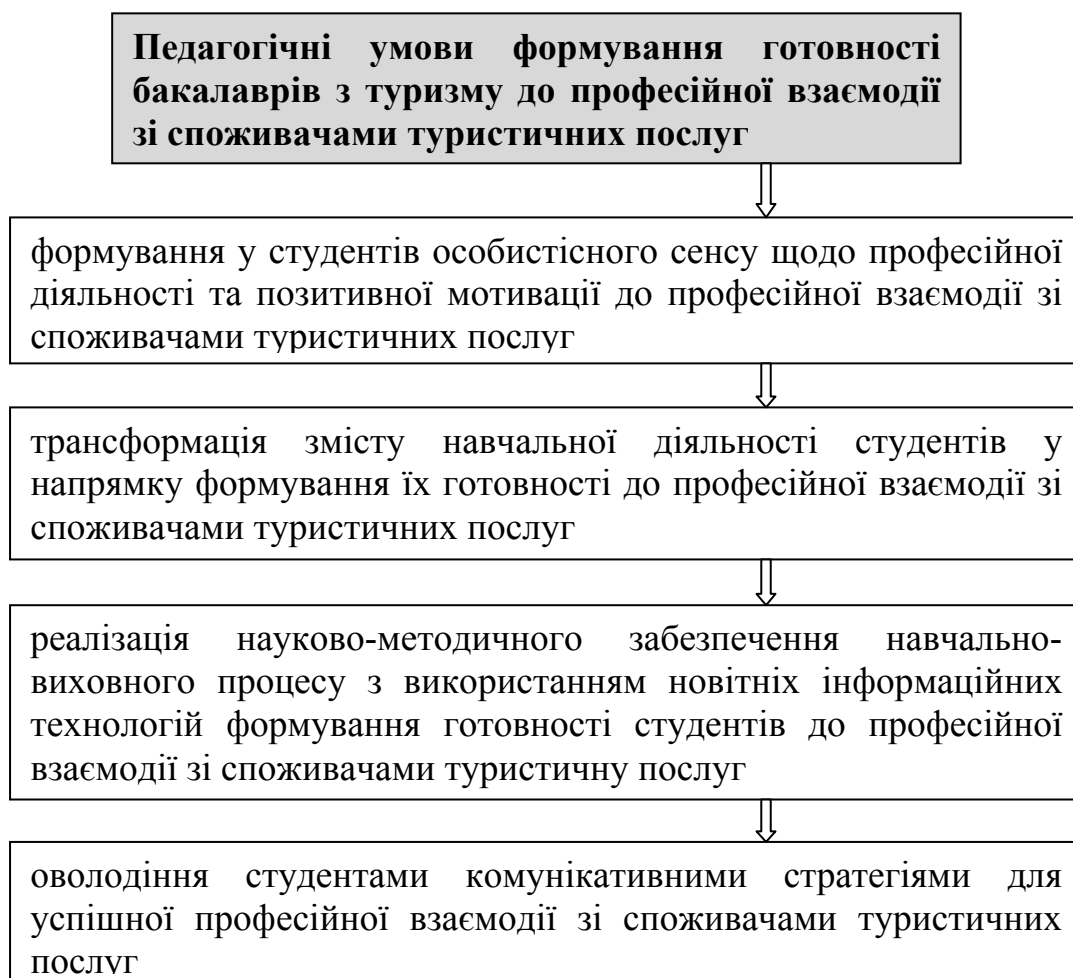 Педагогічні умови формування готовності
бакалаврів з туризму до професійної взаємодії
зі споживачами туристичних послуг
формування у студентів особистісного сенсу щодо професійної
діяльності та позитивної мотивації до професійної взаємодії зі
споживачами туристичних послуг
трансформація змісту навчальної діяльності студентів у
напрямку формування їх готовності до професійної взаємодії зі
споживачами туристичних послуг
реалізація науково-методичного забезпечення навчально-
виховного процесу з використанням новітніх інформаційних
технологій формування готовності студентів до професійної
взаємодії зі споживачами туристичну послуг
оволодіння студентами комунікативними стратегіями для
успішної професійної взаємодії зі споживачами туристичних
послуг